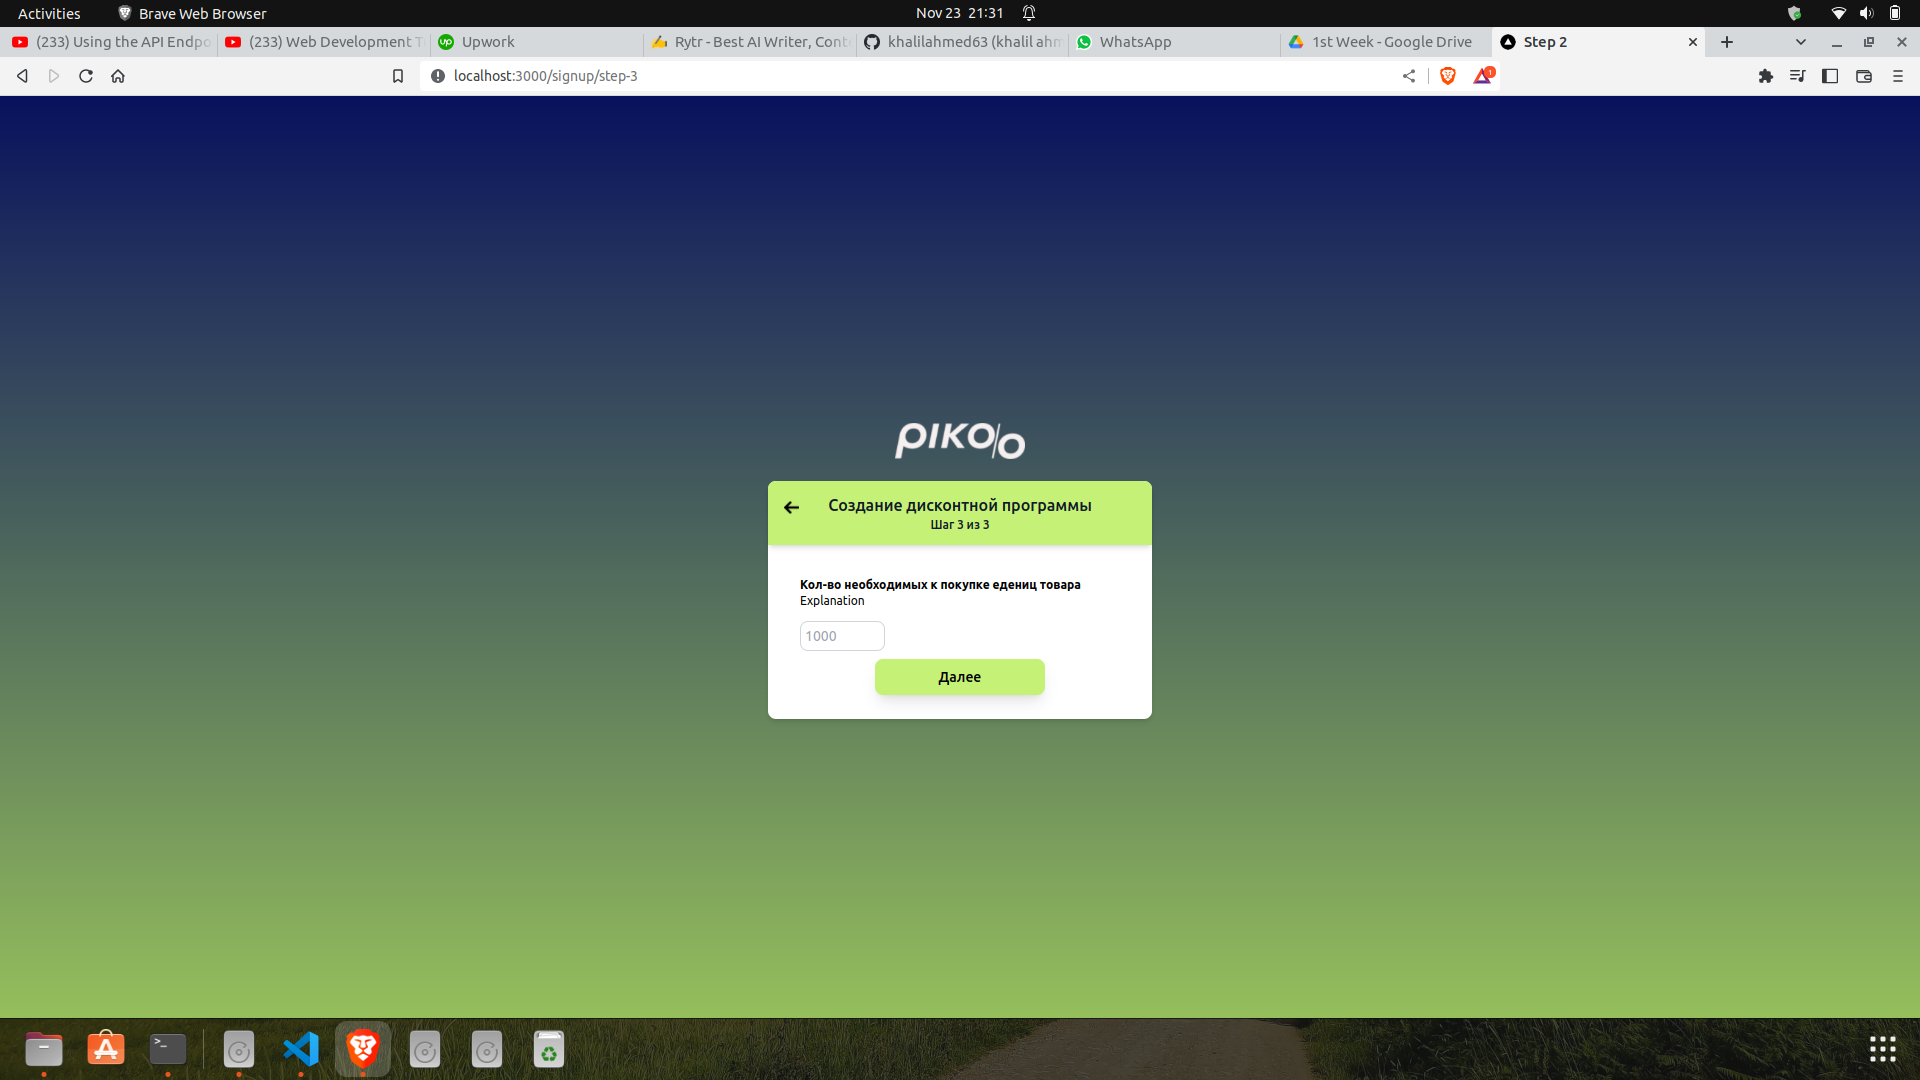 Activities
Brave Web Browser
Nov 23 21:31
(233) Using the API Endpo
(233) Web Development T
Upwork
Rytr - Best AI Writer, Cont
khalilahmed63 (khalil ahm
WhatsApp
1st Week - Google Drive
Step 2
localhost:3000/signup/step-3
1
piko/o
Создание дисконтной программы
Шаг 3 из 3
Кол-во необходимых к покупке едениц товара
Explanation
1000
Далее